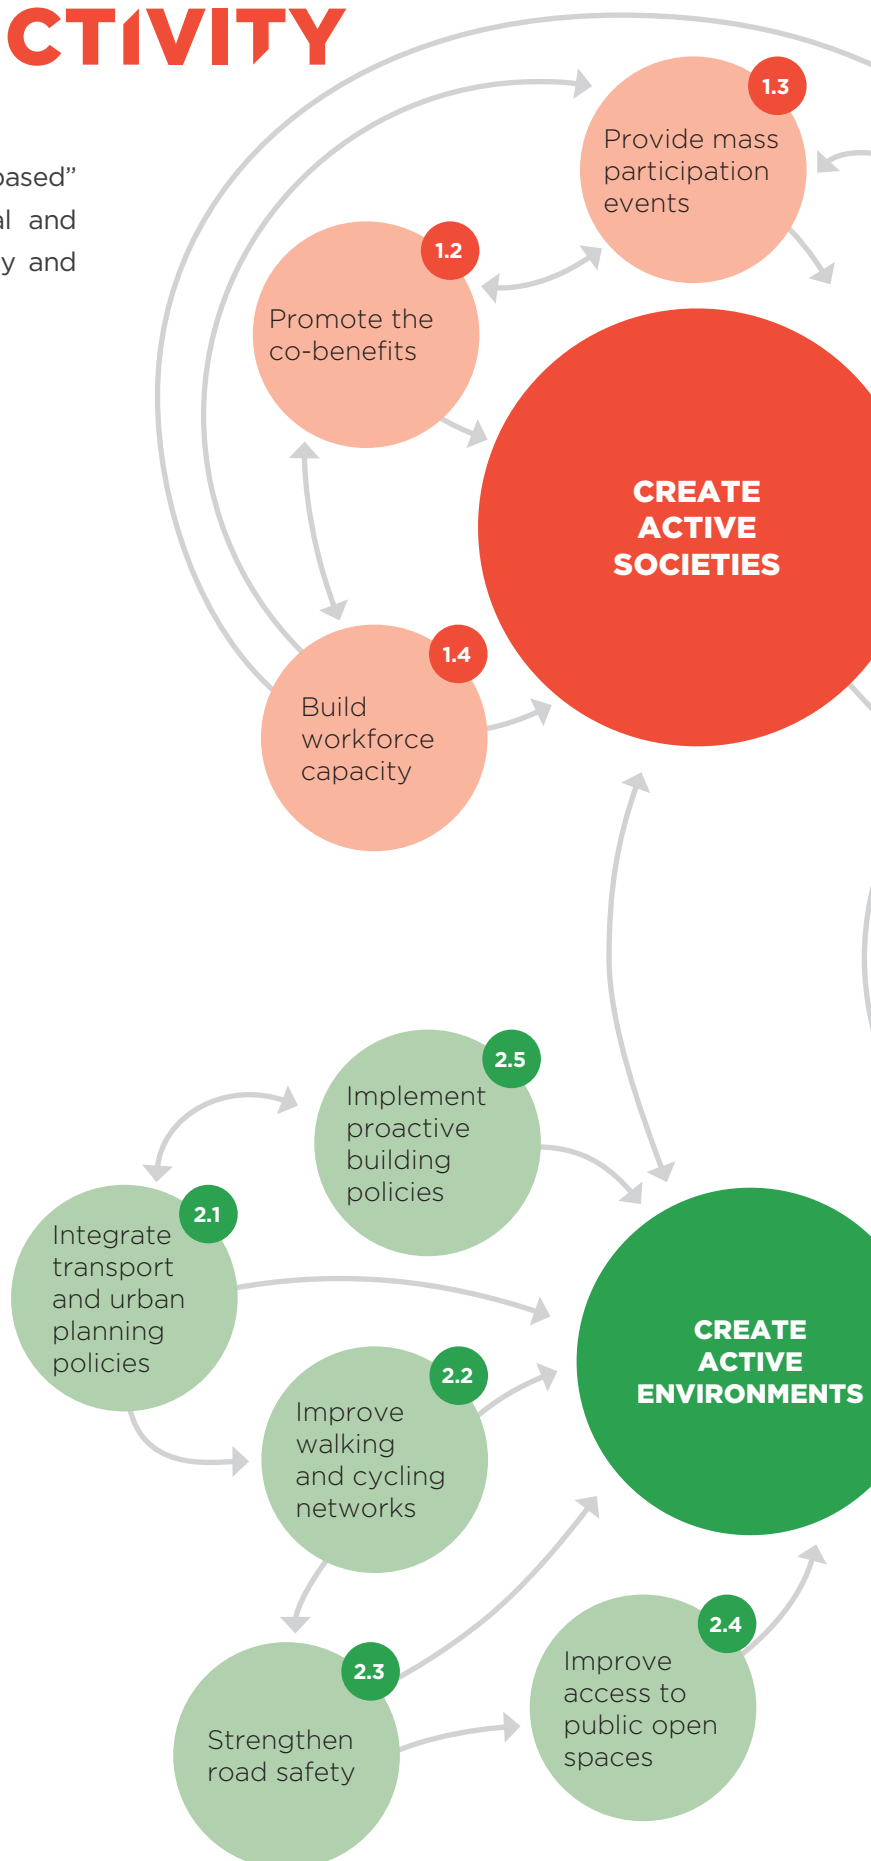 CTIVITY
based”
l and
y and
1.3
Provide mass
participation
events
1.2
Promote the
co-benefits
CREATE
ACTIVE
SOCIETIES
1.4
Build
workforce
capacity
2.5
Implement
proactive
building
policies
2.1
Integrate
transport
and urban
planning
policies
CREATE
ACTIVE
ENVIRONMENTS
2.2
Improve
walking
and cycling
networks
2.4
Improve
access to
public open
spaces
2.3
Strengthen
road safety